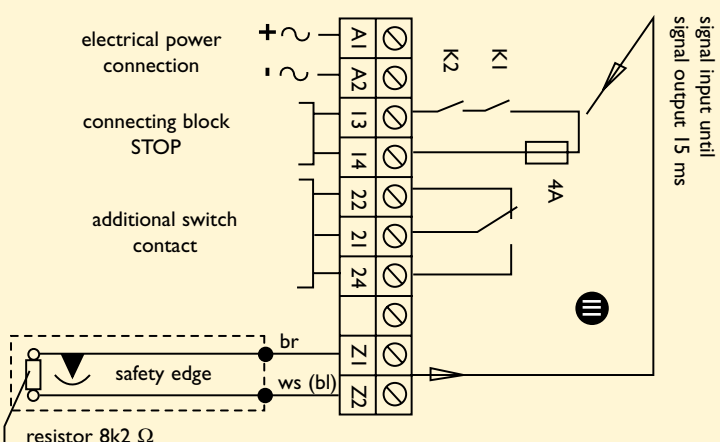 electrical power
connection
+
-
connecting block
STOP
additional switch
contact
A1
A2
13
14
22
21
24
Z1
Z2
K2
K1
4A
signal input until
signal output 15 ms
br
ws (bl)
safety edge
resistor 8k2 Ω